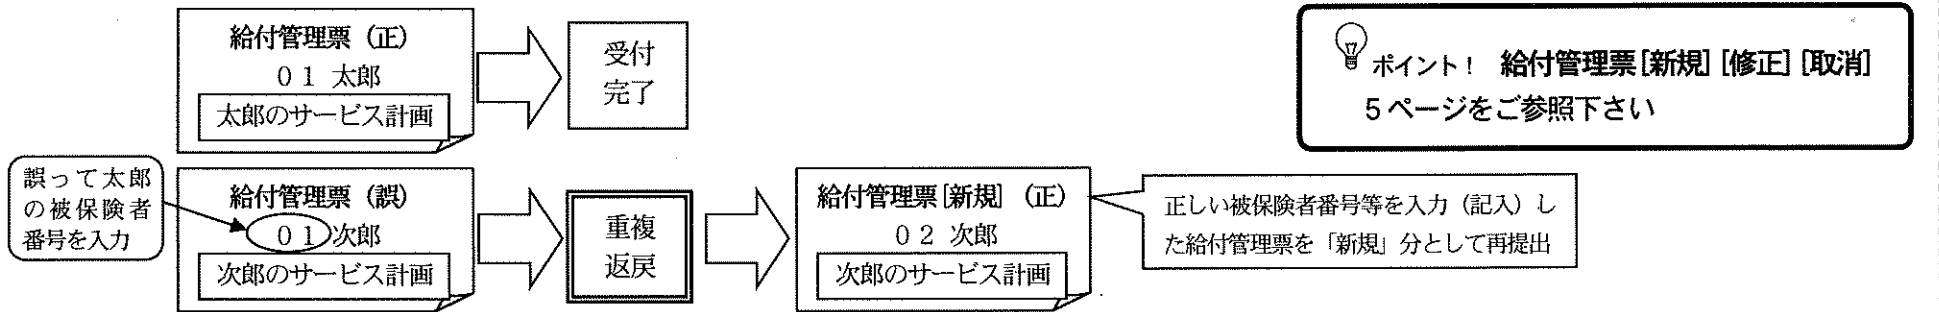 給付管理票（正）
０１ 太郎
太郎のサービス計画
受付
完了
ポイント！ 給付管理票[新規] [修正] [取消]
５ページをご参照下さい
誤って太郎
の被保険者
番号を入力
給付管理票（誤）
０１ 次郎
次郎のサービス計画
重複
返戻
給付管理票[新規]（正）
０２ 次郎
次郎のサービス計画
正しい被保険者番号等を入力（記入）し
た給付管理票を「新規」分として再提出